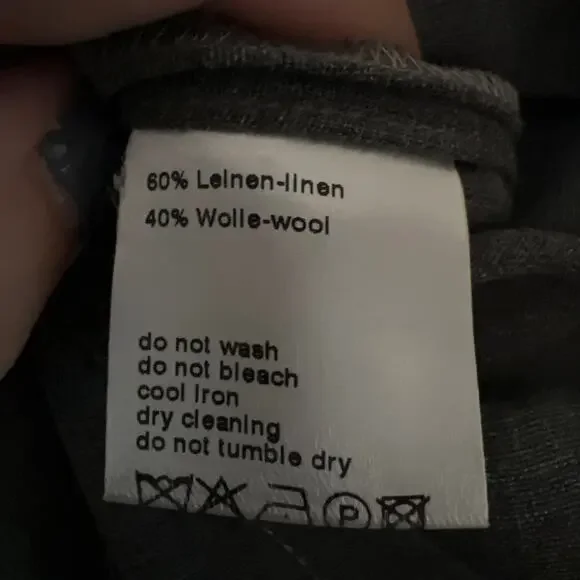 60% Leinen-linen
40% Wolle-wool
do not wash
do not bleach
cool iron
dry cleaning
do not tumble dry
P